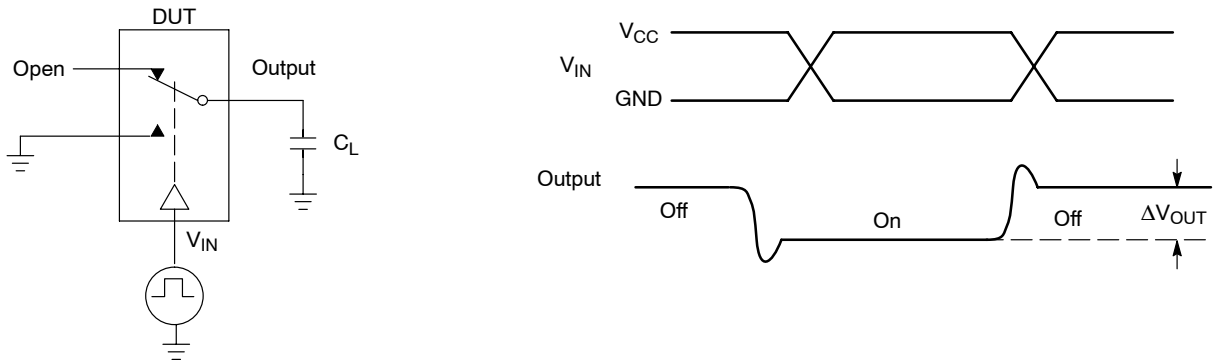 DUT
Open
Output
C_L
V_IN
V_CC
V_IN
GND
Output
Off
On
Off
ΔV_OUT